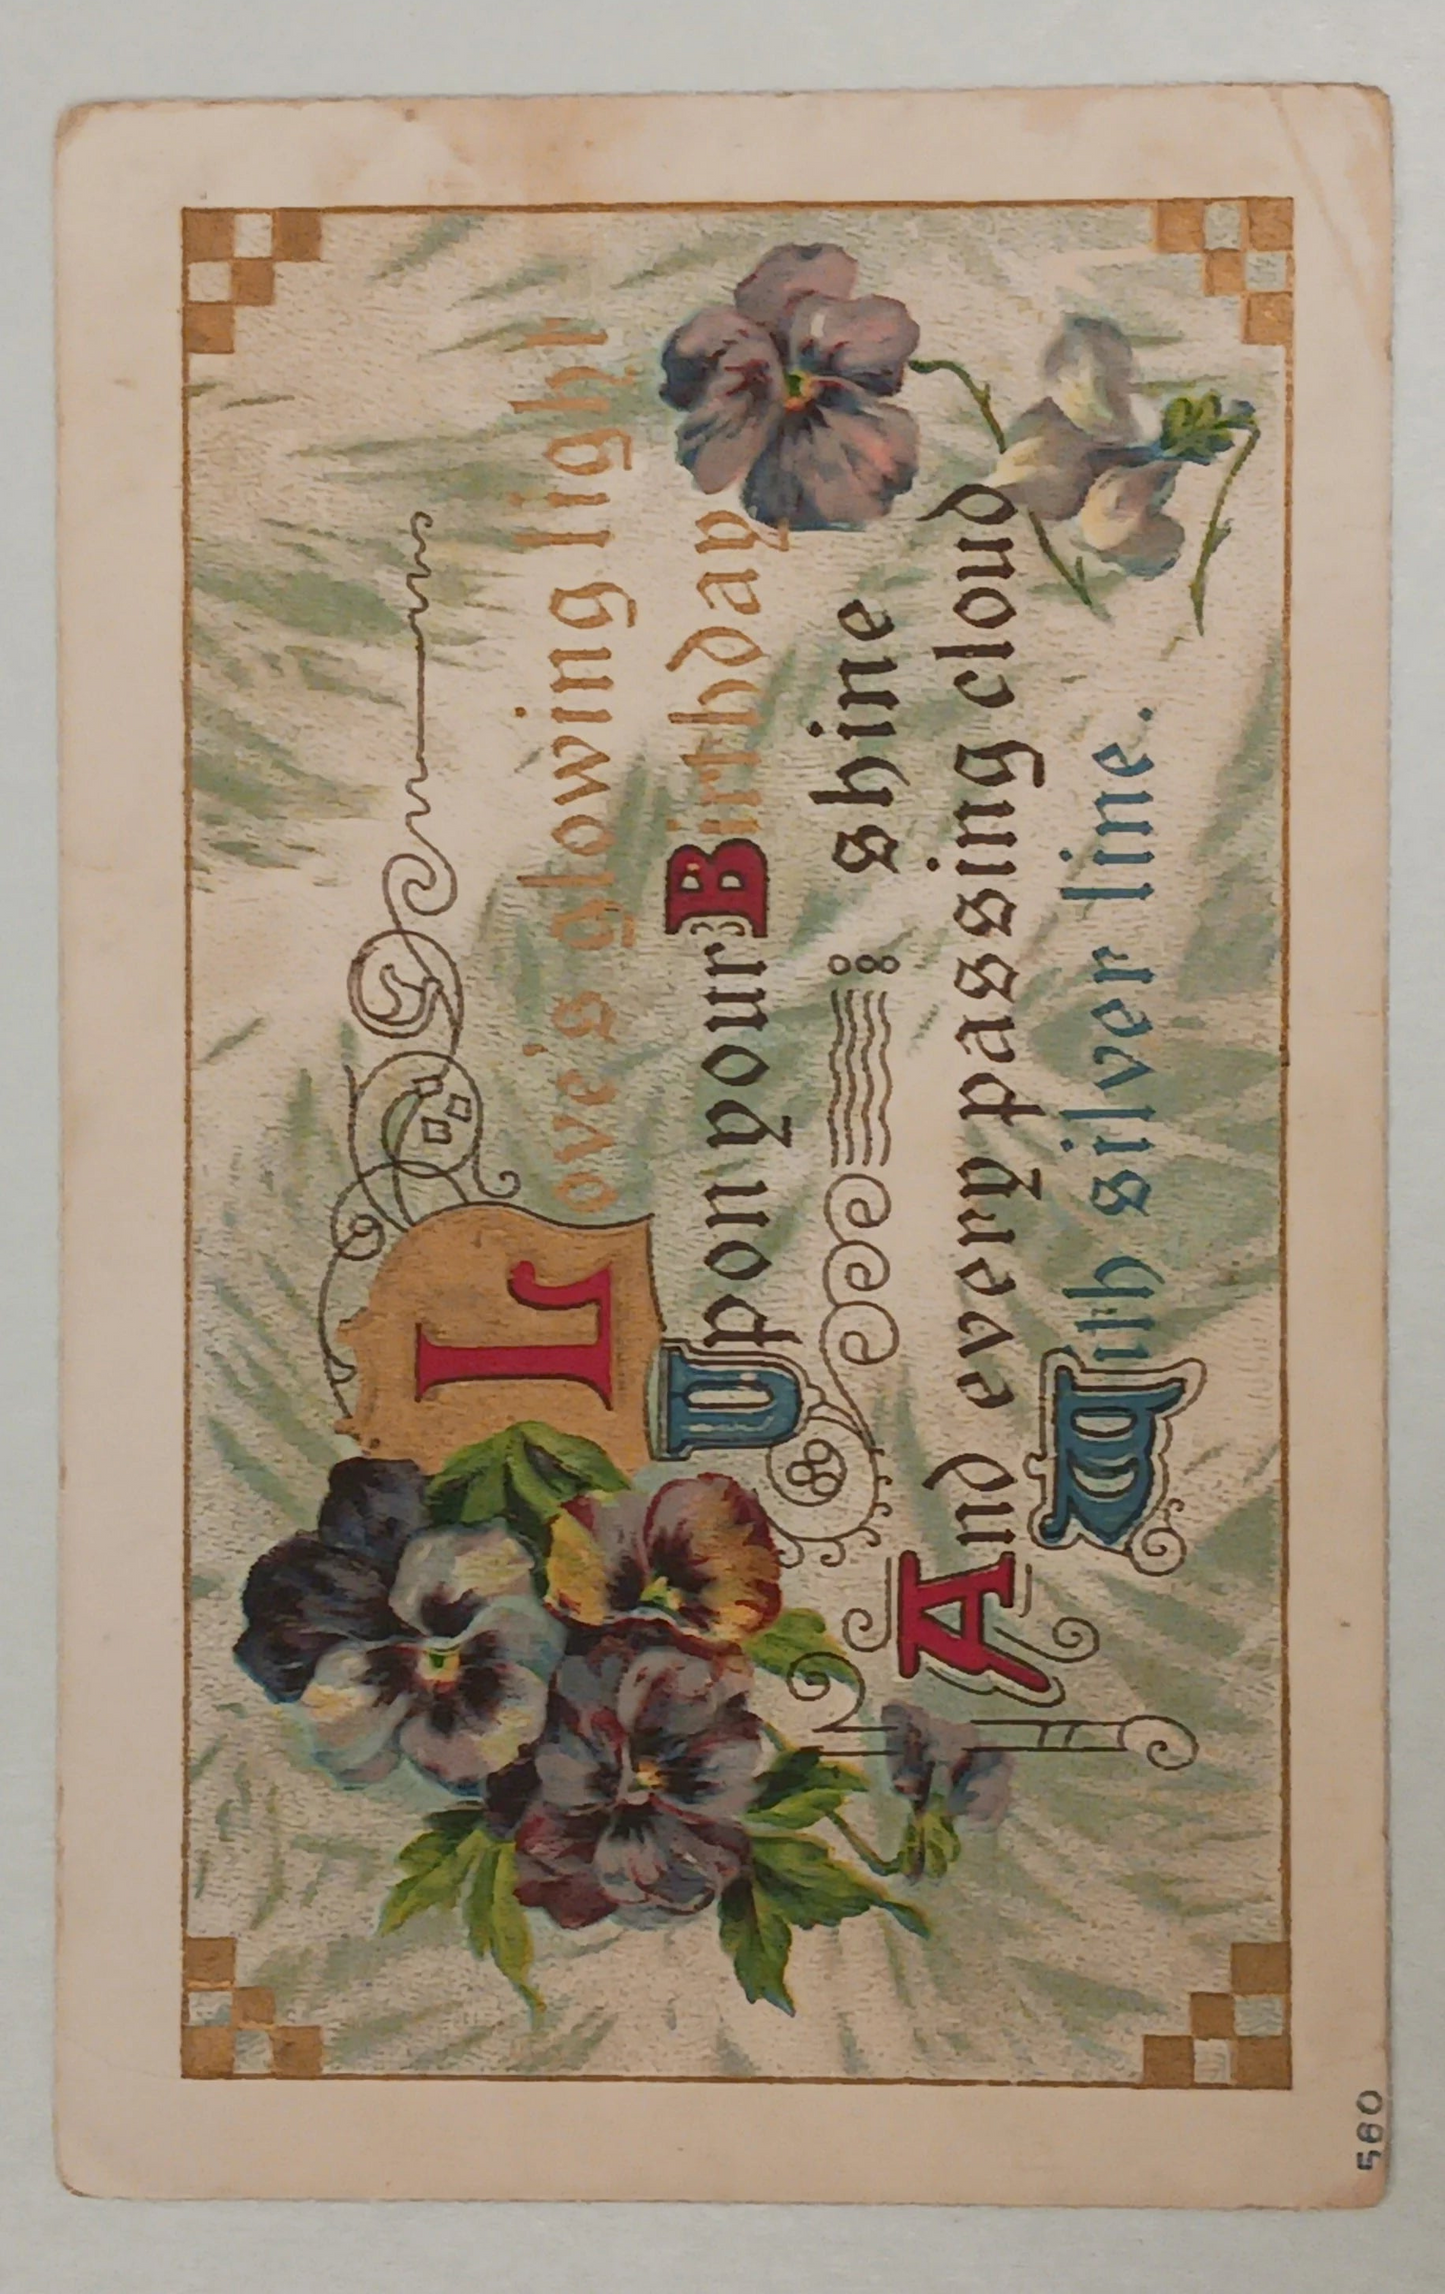 Love's glowing light
Upon your Birthday
shine
And every passing cloud
With silver line.
560